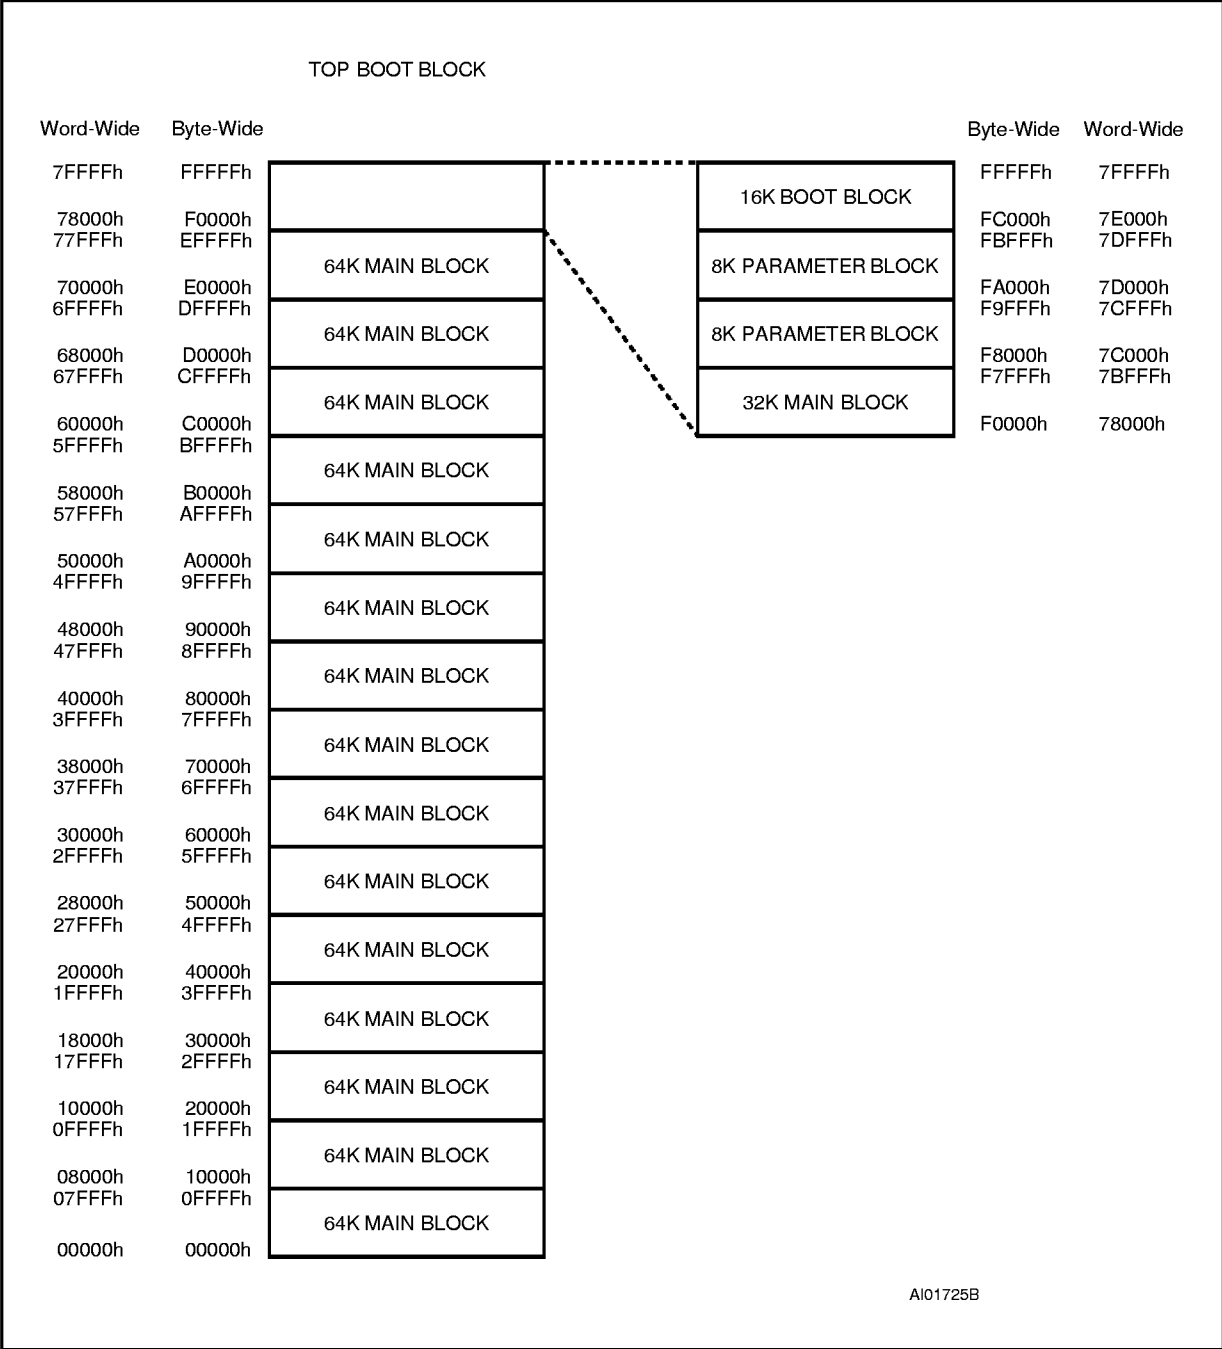 TOP BOOT BLOCK
Word-Wide Byte-Wide Byte-Wide Word-Wide
7FFFFh FFFFFh FFFFFh 7FFFFh
16K BOOT BLOCK
78000h F0000h FC000h 7E000h
77FFFh EFFFFh FBFFFh 7DFFFh
64K MAIN BLOCK 8K PARAMETER BLOCK
70000h E0000h FA000h 7D000h
6FFFFh DFFFFh F9FFFh 7CFFFh
64K MAIN BLOCK 8K PARAMETER BLOCK
68000h D0000h F8000h 7C000h
67FFFh CFFFFh F7FFFh 7BFFFh
64K MAIN BLOCK 32K MAIN BLOCK
60000h C0000h F0000h 78000h
5FFFFh BFFFFh
64K MAIN BLOCK
58000h B0000h
57FFFh AFFFFh
64K MAIN BLOCK
50000h A0000h
4FFFFh 9FFFFh
64K MAIN BLOCK
48000h 90000h
47FFFh 8FFFFh
64K MAIN BLOCK
40000h 80000h
3FFFFh 7FFFFh
64K MAIN BLOCK
38000h 70000h
37FFFh 6FFFFh
64K MAIN BLOCK
30000h 60000h
2FFFFh 5FFFFh
64K MAIN BLOCK
28000h 50000h
27FFFh 4FFFFh
64K MAIN BLOCK
20000h 40000h
1FFFFh 3FFFFh
64K MAIN BLOCK
18000h 30000h
17FFFh 2FFFFh
64K MAIN BLOCK
10000h 20000h
0FFFFh 1FFFFh
64K MAIN BLOCK
08000h 10000h
07FFFh 0FFFFh
64K MAIN BLOCK
00000h 00000h
AI01725B